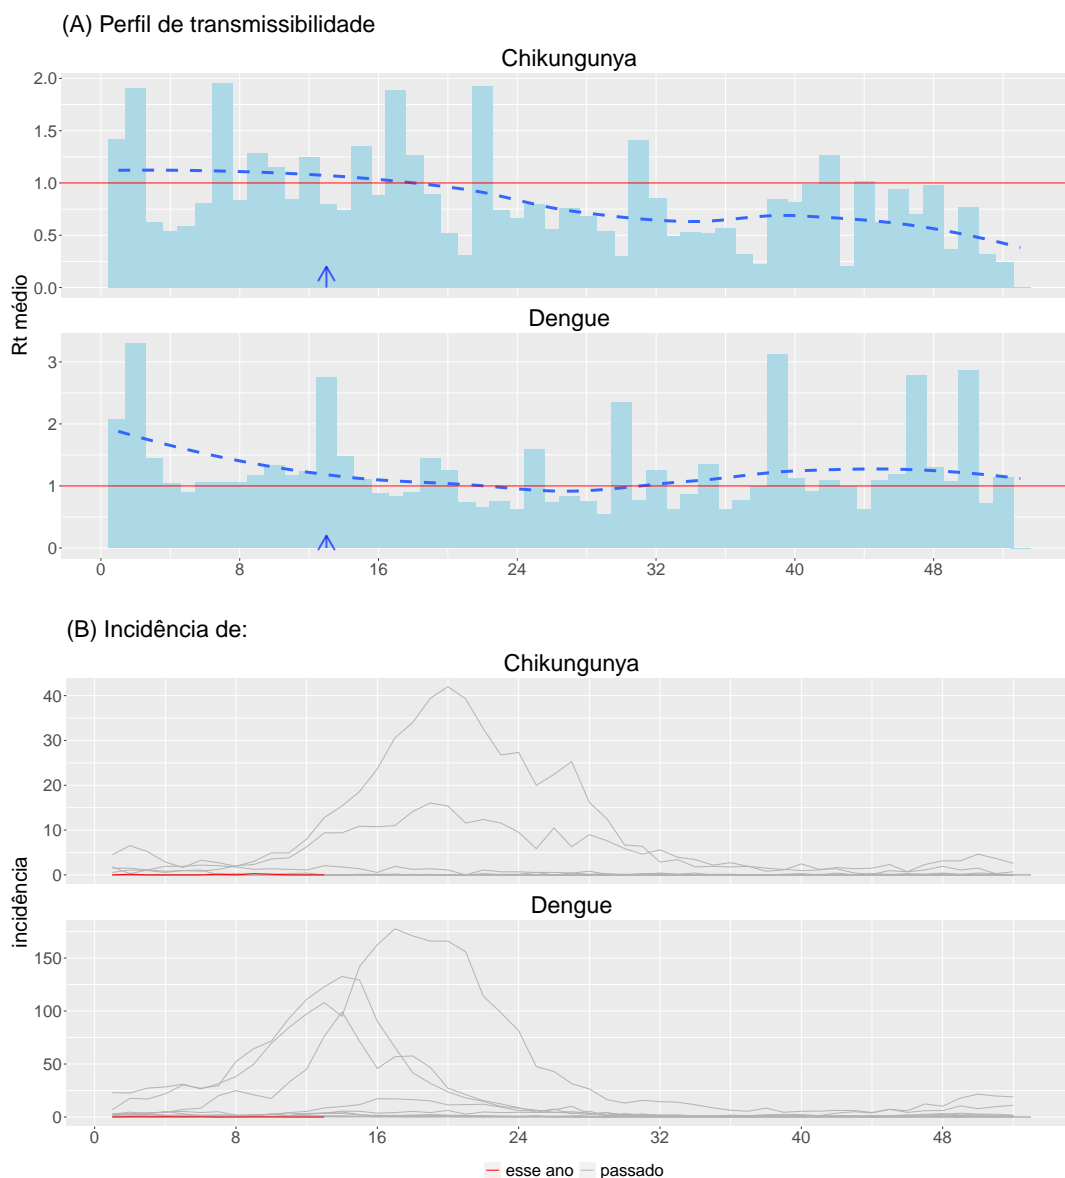 (A) Perfil de transmissibilidade
Chikungunya
2.0
1.5
1.0
0.5
0.0
Rt médio
Dengue
3
2
1
0
0 8 16 24 32 40 48
(B) Incidência de:
Chikungunya
40
30
20
10
0
incidência
Dengue
150
100
50
0
0 8 16 24 32 40 48
esse ano passado